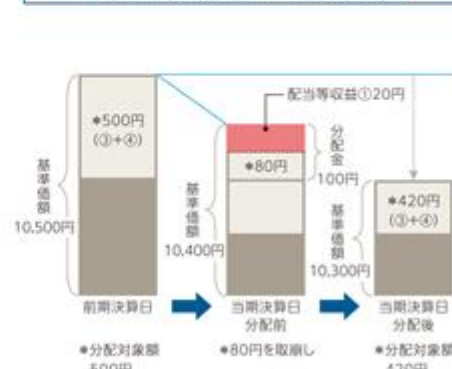 配当等収益①20円
*500円
(③+④)
基準価額
10,500円
*80円
分配金
100円
基準価額
10,400円
*420円
(③+④)
基準価額
10,300円
前期決算日
当期決算日
分配前
当期決算日
分配後
*分配対象額
500円
*80円を取崩し
*分配対象額
420円